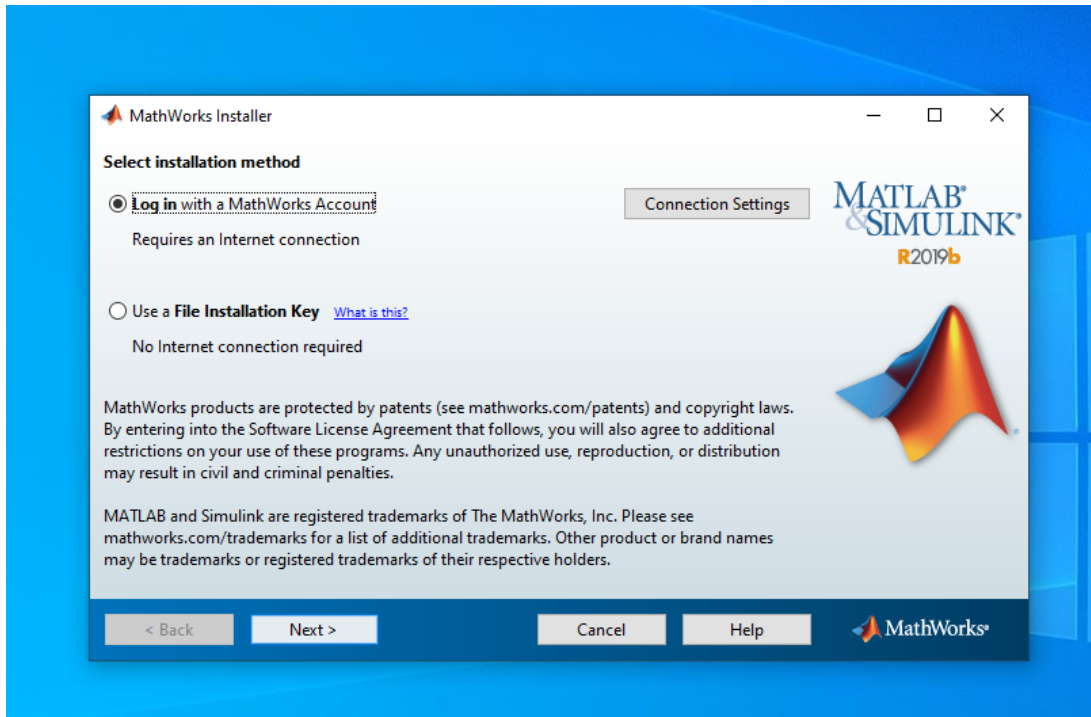 MathWorks Installer
Select installation method
Log in with a MathWorks Account
Connection Settings
Requires an Internet connection
Use a File Installation Key What is this?
No Internet connection required
MathWorks products are protected by patents (see mathworks.com/patents) and copyright laws.
By entering into the Software License Agreement that follows, you will also agree to additional
restrictions on your use of these programs. Any unauthorized use, reproduction, or distribution
may result in civil and criminal penalties.
MATLAB and Simulink are registered trademarks of The MathWorks, Inc. Please see
mathworks.com/trademarks for a list of additional trademarks. Other product or brand names
may be trademarks or registered trademarks of their respective holders.
MATLAB®
&SIMULINK®
R2019b
< Back Next > Cancel Help
MathWorks®